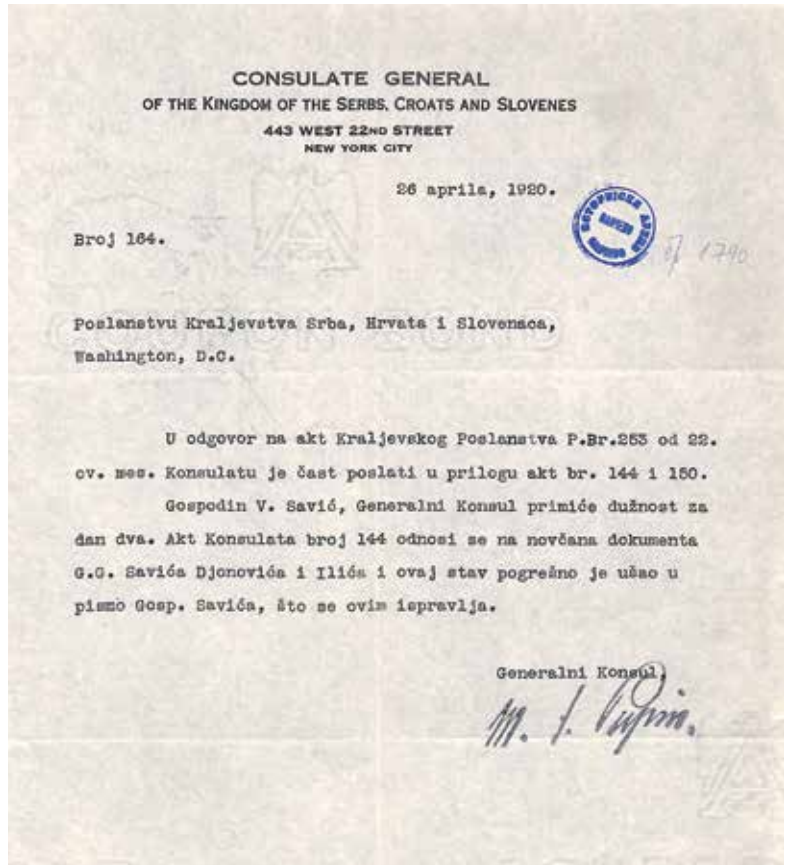 CONSULATE GENERAL
OF THE KINGDOM OF THE SERBS, CROATS AND SLOVENES
443 WEST 22ND STREET
NEW YORK CITY
26 aprila, 1920.
Broj 164.
1790
Poslanstvu Kraljevstva Srba, Hrvata i Slovenaca,
Washington, D.C.
U odgovor na akt Kraljevskog Poslanstva P.Br.253 od 22.
ov. mes. Konsulatu je čast poslati u prilogu akt br. 144 i 150.
Gospodin V. Savić, Generalni Konsul primiće dužnost za
dan dva. Akt Konsulata broj 144 odnosi se na novčana dokumenta
G.G. Savića Djonovića i Ilića i ovaj stav pogrešno je ušao u
pismo Gosp. Savića, što se ovim ispravlja.
Generalni Konsul,
M. I. Pupin.